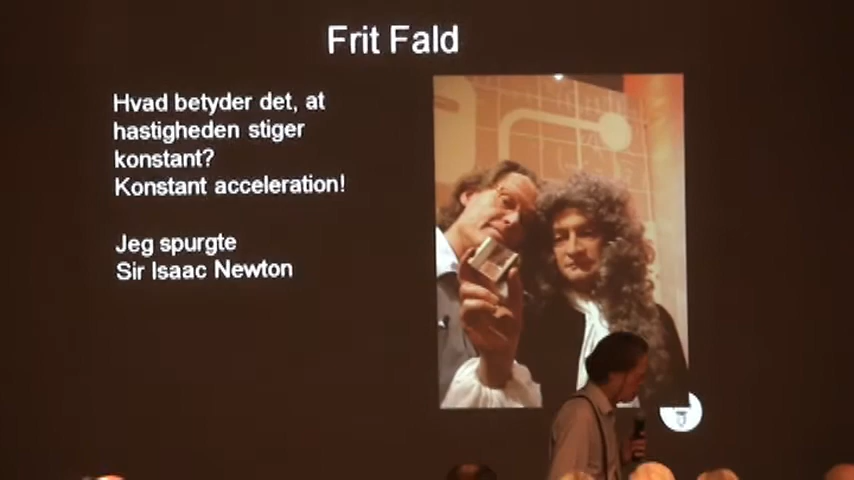 Frit Fald
Hvad betyder det, at
hastigheden stiger
konstant?
Konstant acceleration!
Jeg spurgte
Sir Isaac Newton